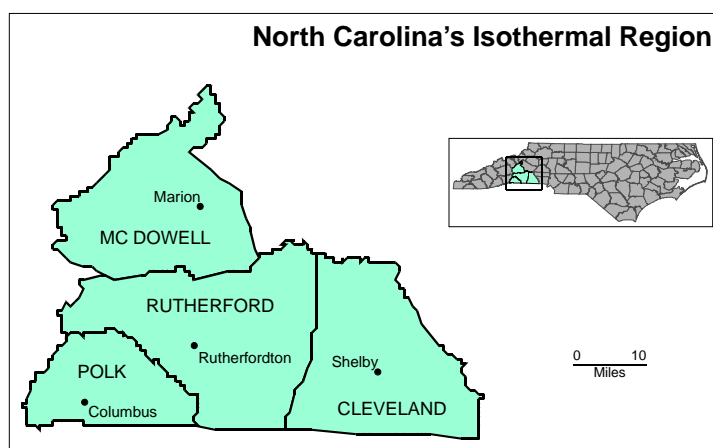 North Carolina's Isothermal Region
Marion
MC DOWELL
RUTHERFORD
Rutherfordton
Shelby
POLK
Columbus
CLEVELAND
0 10
Miles